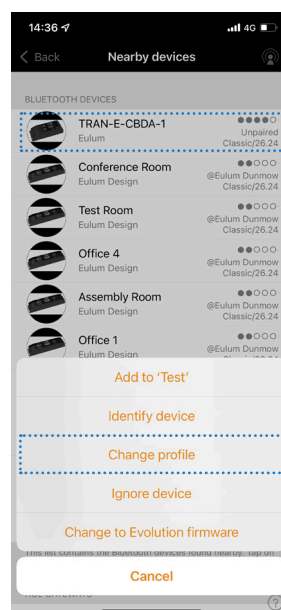 14:36 4G
Back Nearby devices
BLUETOOTH DEVICES
TRAN-E-CBDA-1
Eulum
Unpaired
Classic/26.24
Conference Room
Eulum Design
@Eulum Dunmow
Classic/26.24
Test Room
Eulum Design
@Eulum Dunmow
Classic/26.24
Office 4
Eulum Design
@Eulum Dunmow
Classic/26.24
Assembly Room
Eulum Design
@Eulum Dunmow
Classic/26.24
Office 1
Eulum Design
@Eulum Dunmow
Add to ‘Test’
Identify device
Change profile
Ignore device
Change to Evolution firmware
This list contains the Bluetooth devices found nearby. Tap on
Cancel
?